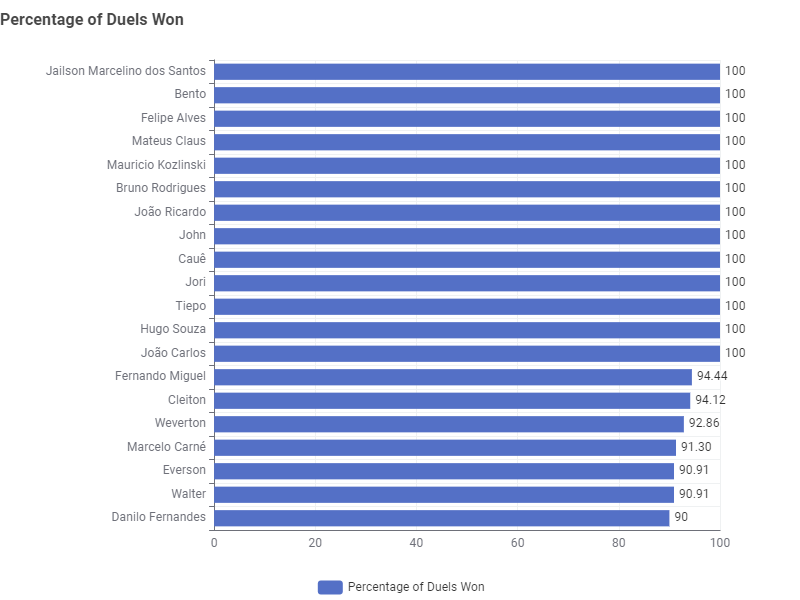 Percentage of Duels Won
Jailson Marcelino dos Santos 100
Bento 100
Felipe Alves 100
Mateus Claus 100
Mauricio Kozlinski 100
Bruno Rodrigues 100
João Ricardo 100
John 100
Cauê 100
Jori 100
Tiepo 100
Hugo Souza 100
João Carlos 100
Fernando Miguel 94.44
Cleiton 94.12
Weverton 92.86
Marcelo Carné 91.30
Everson 90.91
Walter 90.91
Danilo Fernandes 90
0 20 40 60 80 100
Percentage of Duels Won